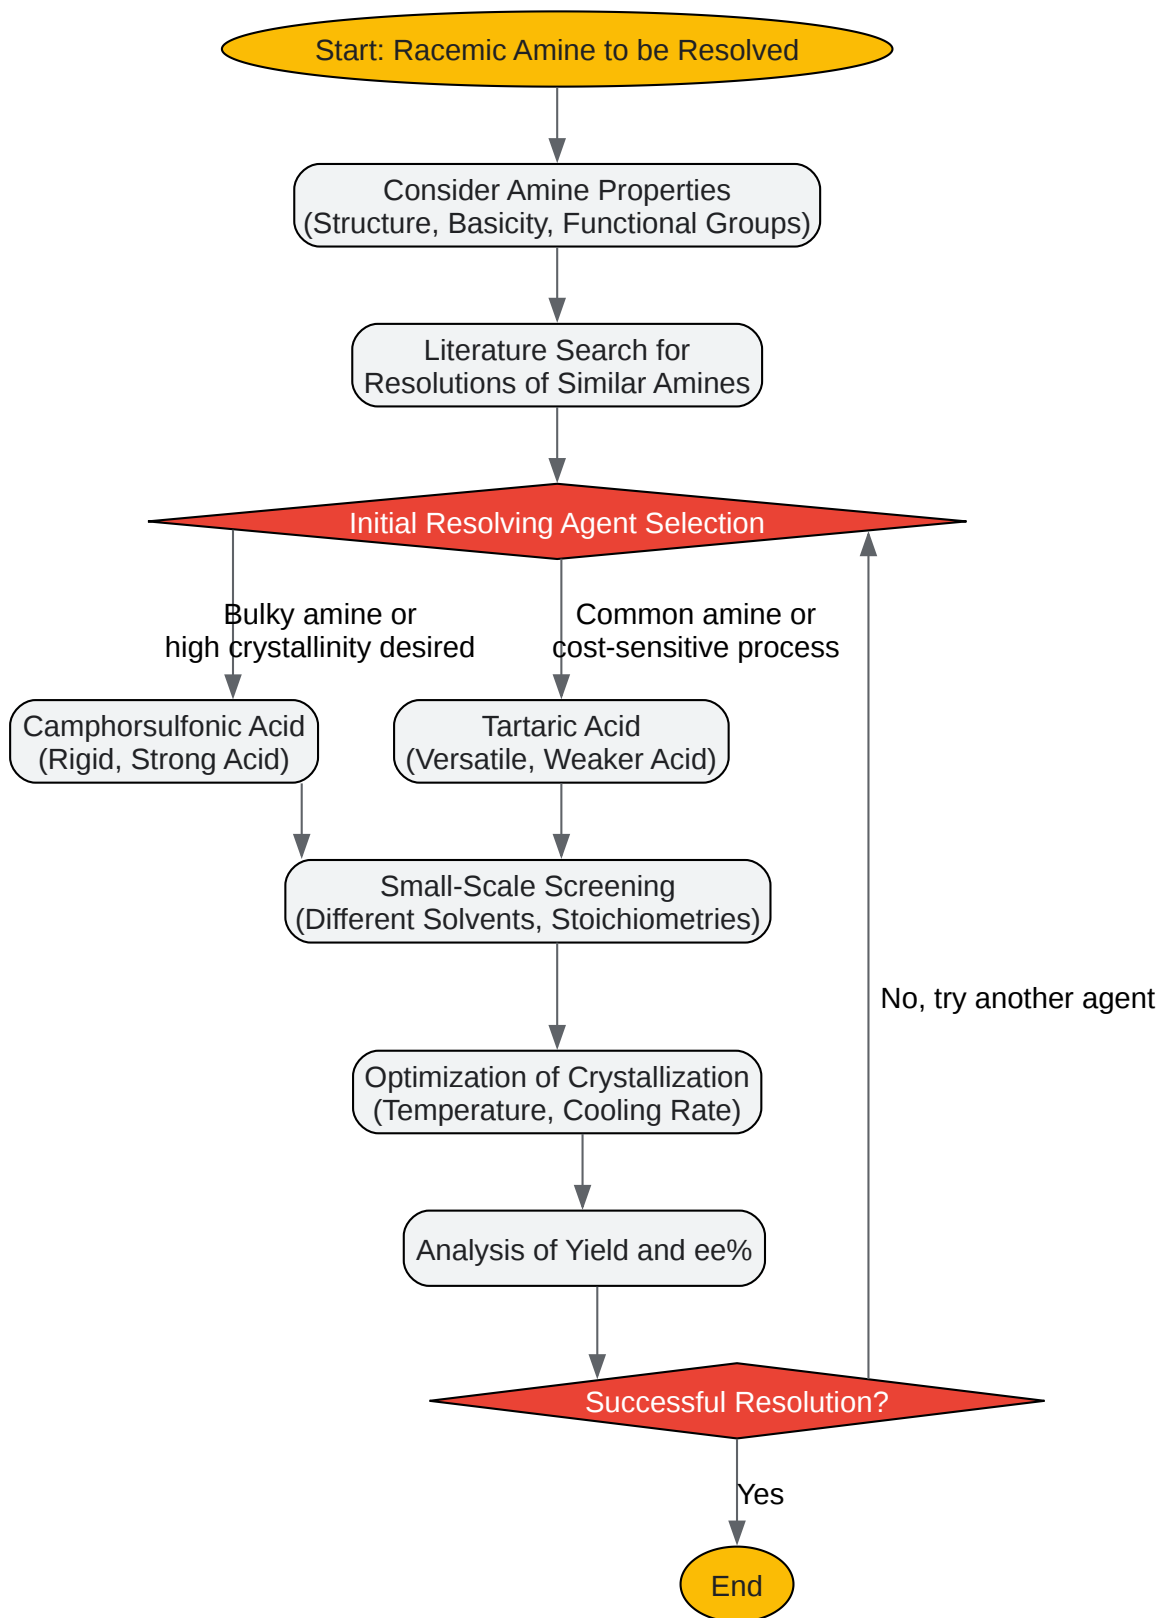 Start: Racemic Amine to be Resolved
Consider Amine Properties
(Structure, Basicity, Functional Groups)
Literature Search for
Resolutions of Similar Amines
Initial Resolving Agent Selection
Bulky amine or
high crystallinity desired
Common amine or
cost-sensitive process
Camphorsulfonic Acid
(Rigid, Strong Acid)
Tartaric Acid
(Versatile, Weaker Acid)
Small-Scale Screening
(Different Solvents, Stoichiometries)
No, try another agent
Optimization of Crystallization
(Temperature, Cooling Rate)
Analysis of Yield and ee%
Successful Resolution?
Yes
End